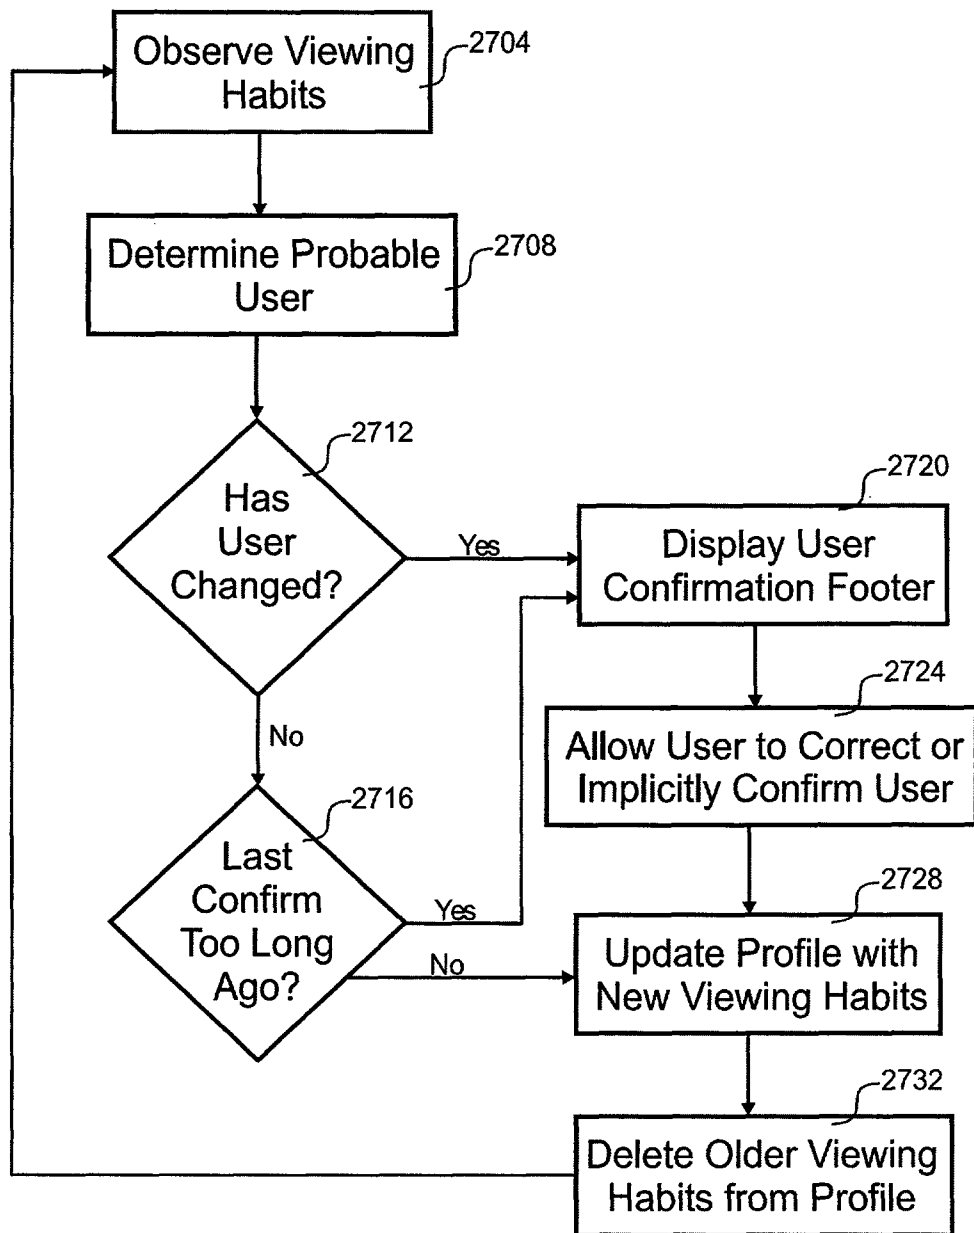 Observe Viewing
Habits
2704
Determine Probable
User
2708
2712
Has
User
Changed?
Yes
No
2720
Display User
Confirmation Footer
2724
Allow User to Correct or
Implicitly Confirm User
2716
Last
Confirm
Too Long
Ago?
Yes
No
2728
Update Profile with
New Viewing Habits
2732
Delete Older Viewing
Habits from Profile